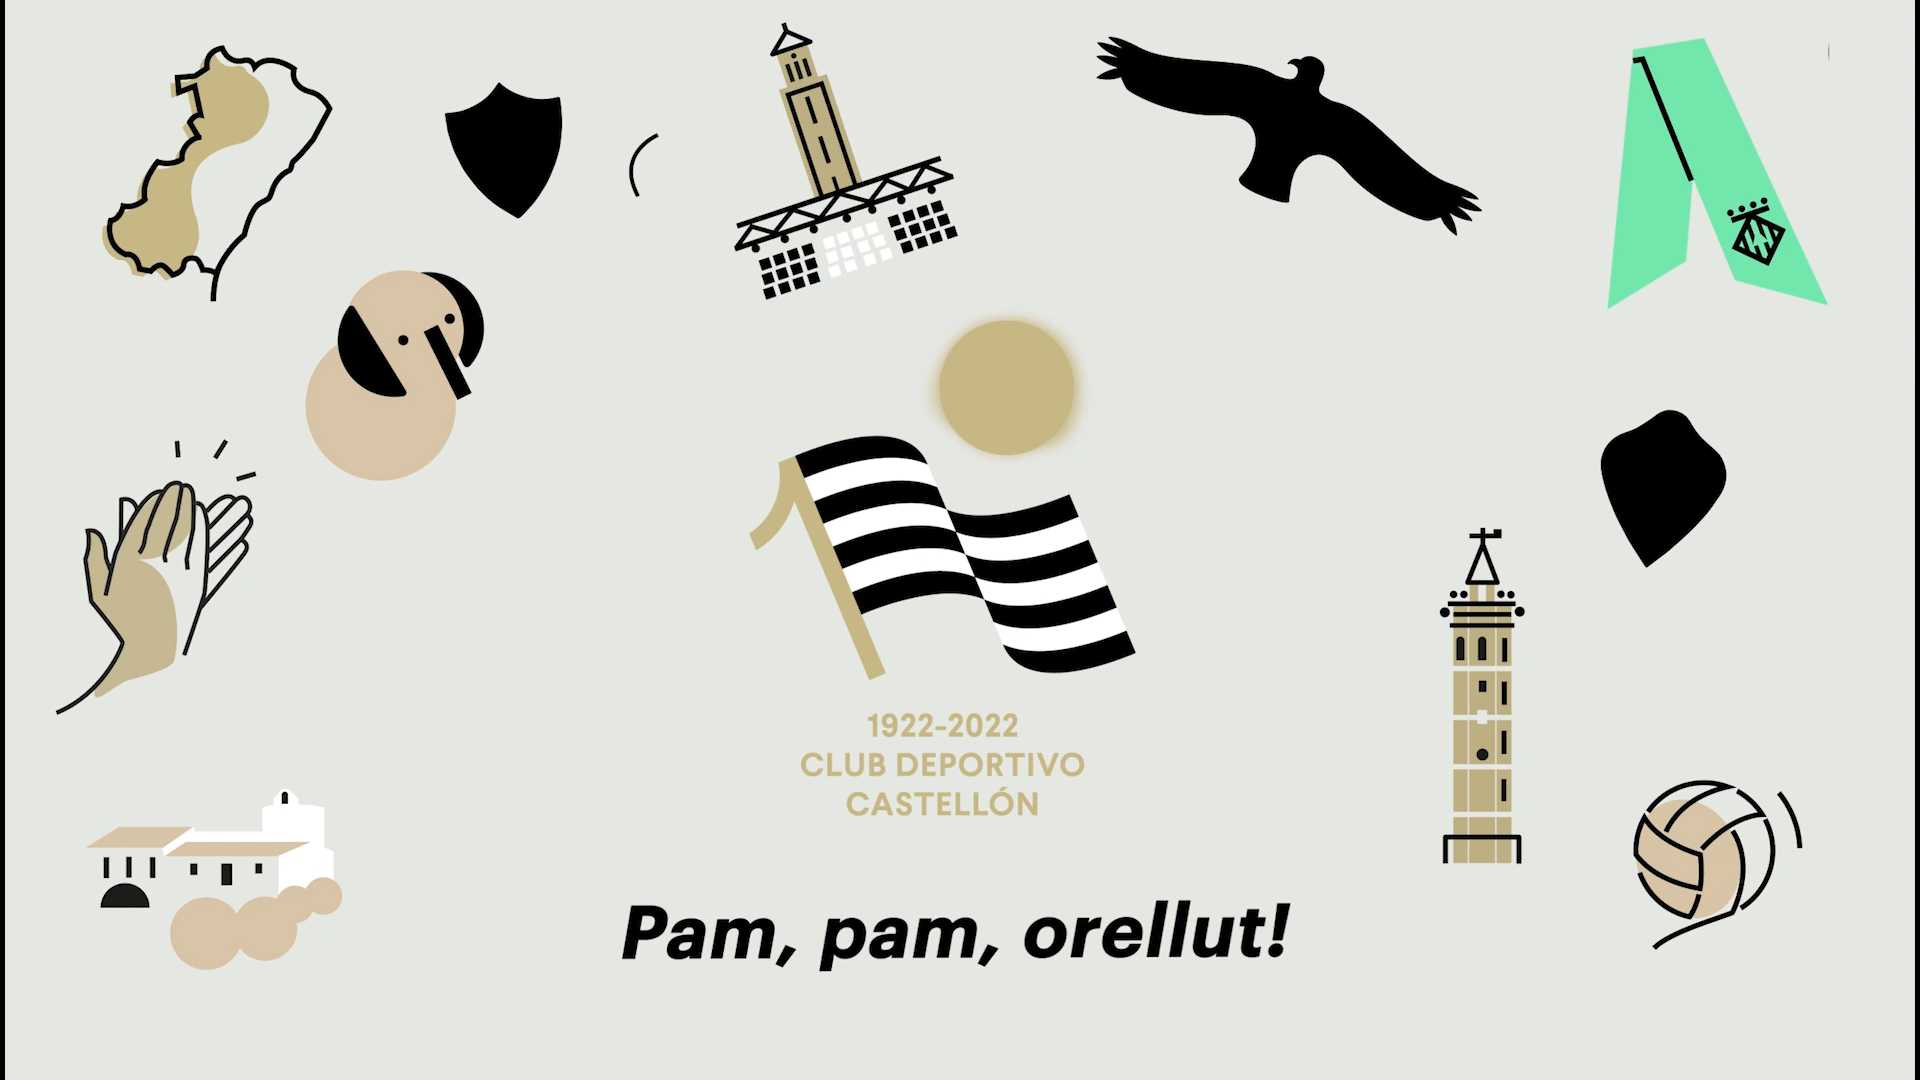 1922-2022
CLUB DEPORTIVO
CASTELLÓN
Pam, pam, orellut!